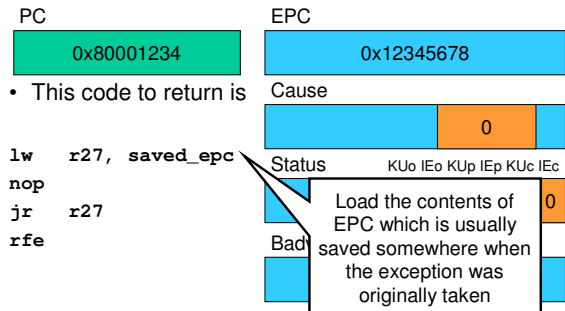 PC
EPC
0x80001234
0x12345678
• This code to return is
Cause
0
lw r27, saved_epc
nop
jr r27
rfe
Status
KUo IEo KUp IEp KUc IEc
0
Load the contents of
EPC which is usually
saved somewhere when
the exception was
originally taken